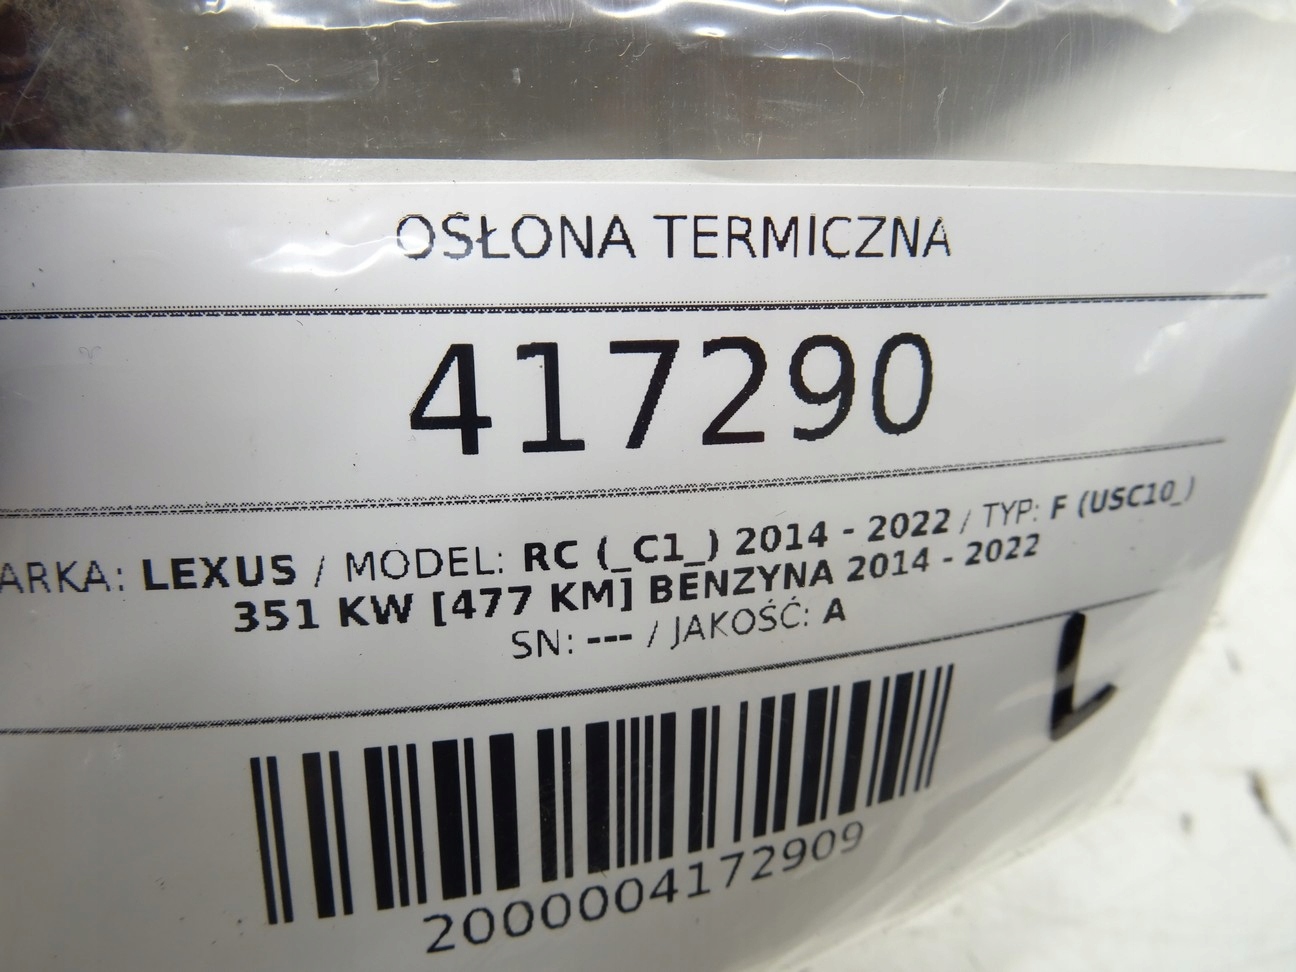 OSŁONA TERMICZNA
417290
ARKA: LEXUS / MODEL: RC (_C1_) 2014 - 2022 / TYP: F (USC10_)
351 KW [477 KM] BENZYNA 2014 - 2022
SN: --- / JAKOŚĆ: A
L
2000004172909